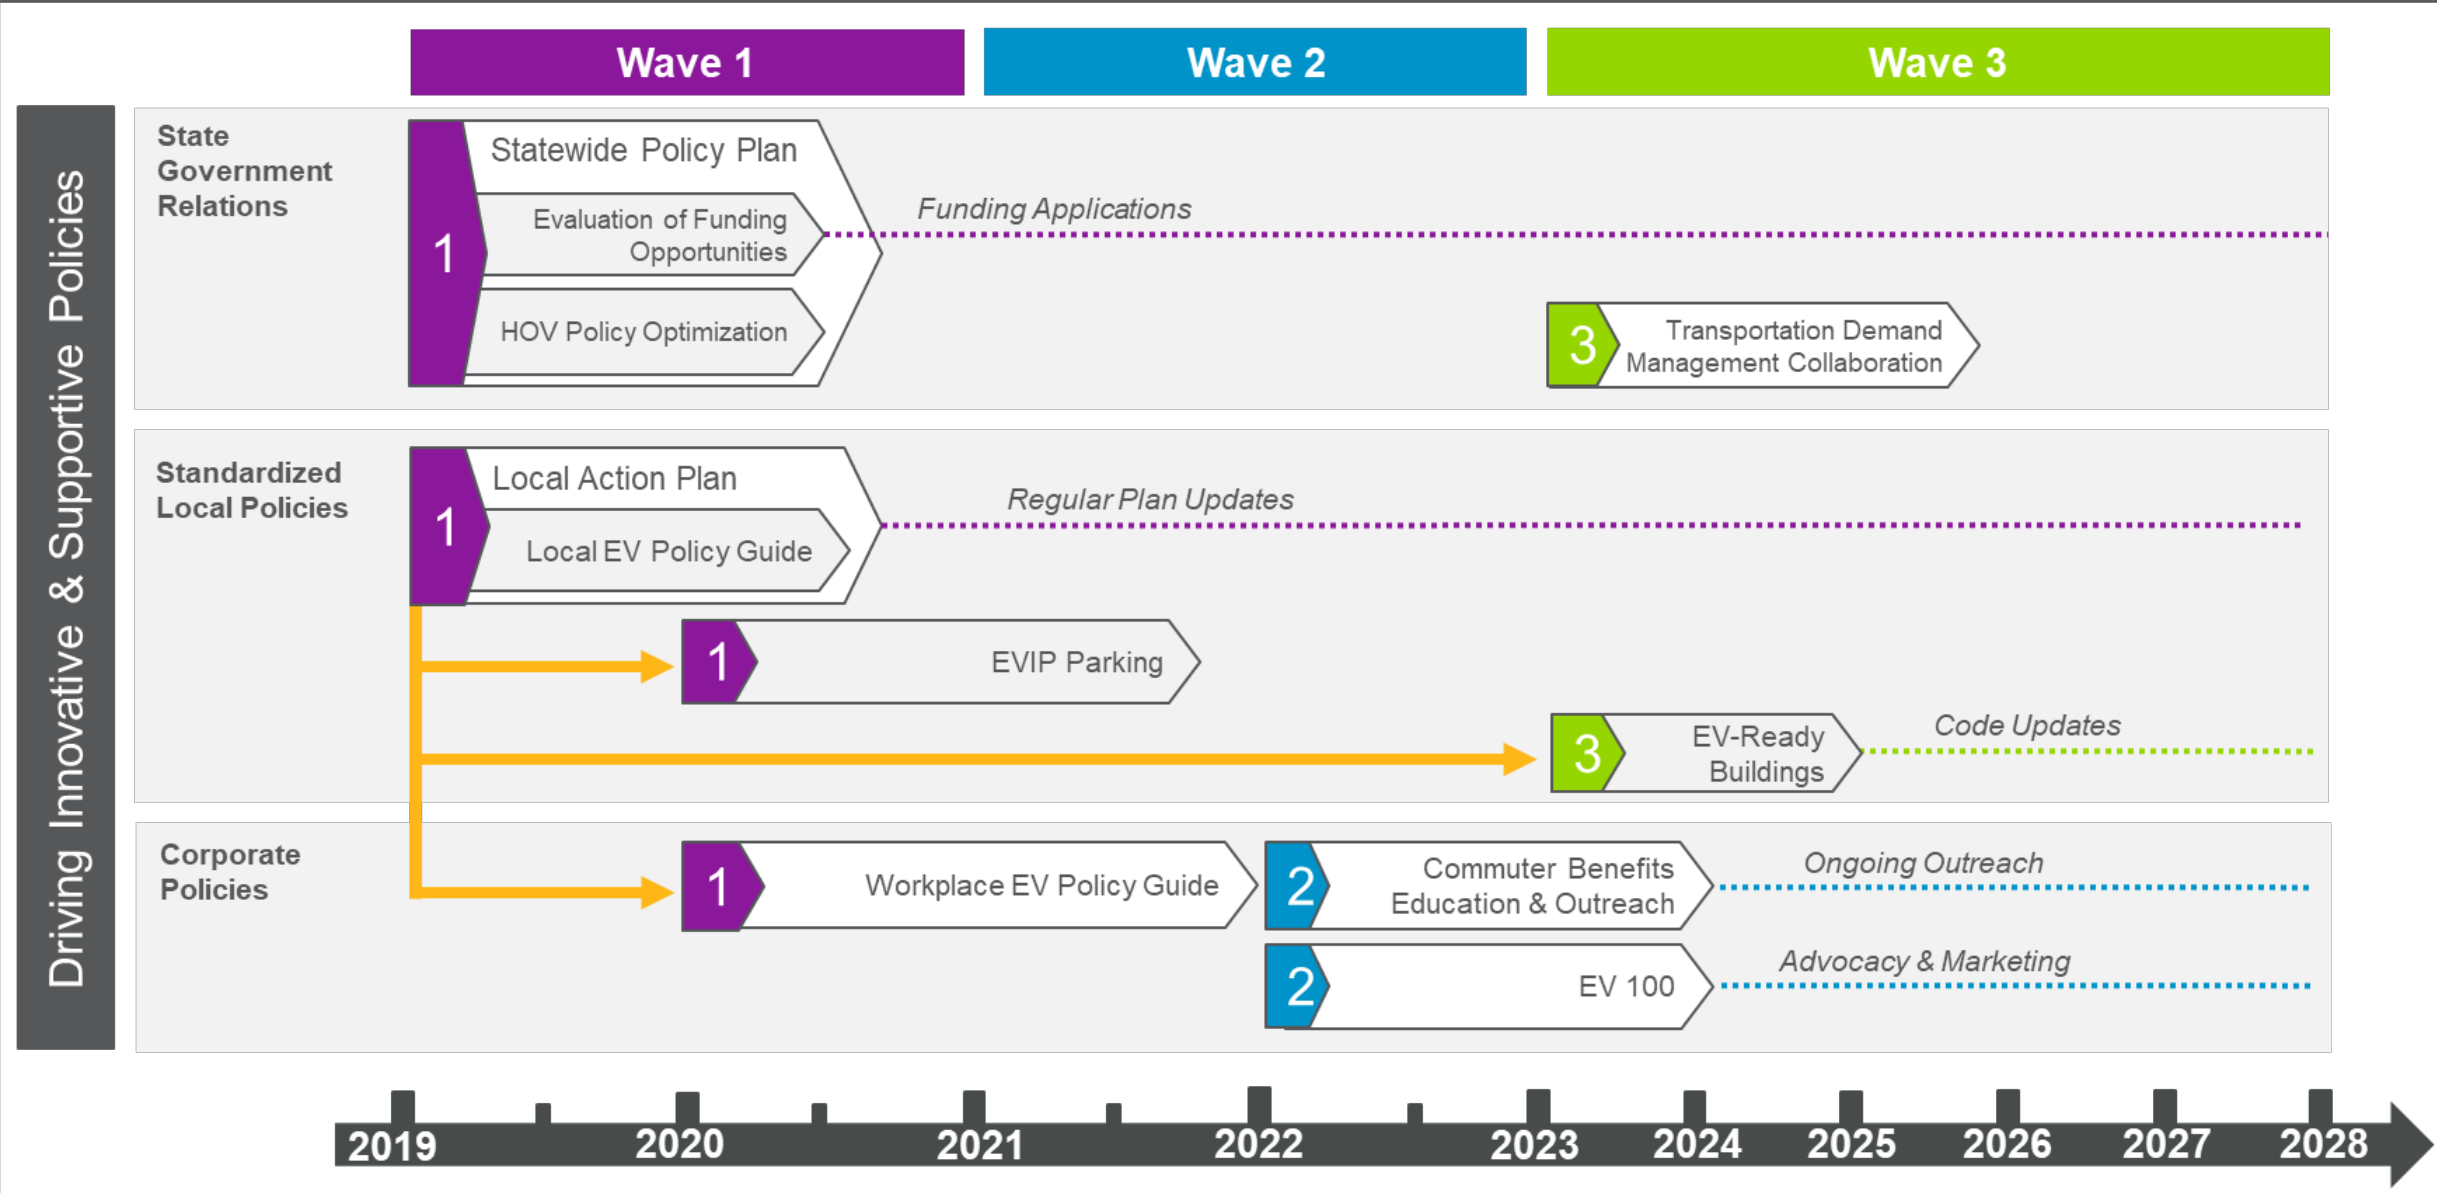 Wave 1
Wave 2
Wave 3
Driving Innovative & Supportive Policies
State
Government
Relations
1
Statewide Policy Plan
Evaluation of Funding
Opportunities
HOV Policy Optimization
Funding Applications
3
Transportation Demand
Management Collaboration
Standardized
Local Policies
1
Local Action Plan
Local EV Policy Guide
Regular Plan Updates
1
EVIP Parking
3
EV-Ready
Buildings
Code Updates
Corporate
Policies
1
Workplace EV Policy Guide
2
Commuter Benefits
Education & Outreach
Ongoing Outreach
2
EV 100
Advocacy & Marketing
2019
2020
2021
2022
2023
2024
2025
2026
2027
2028